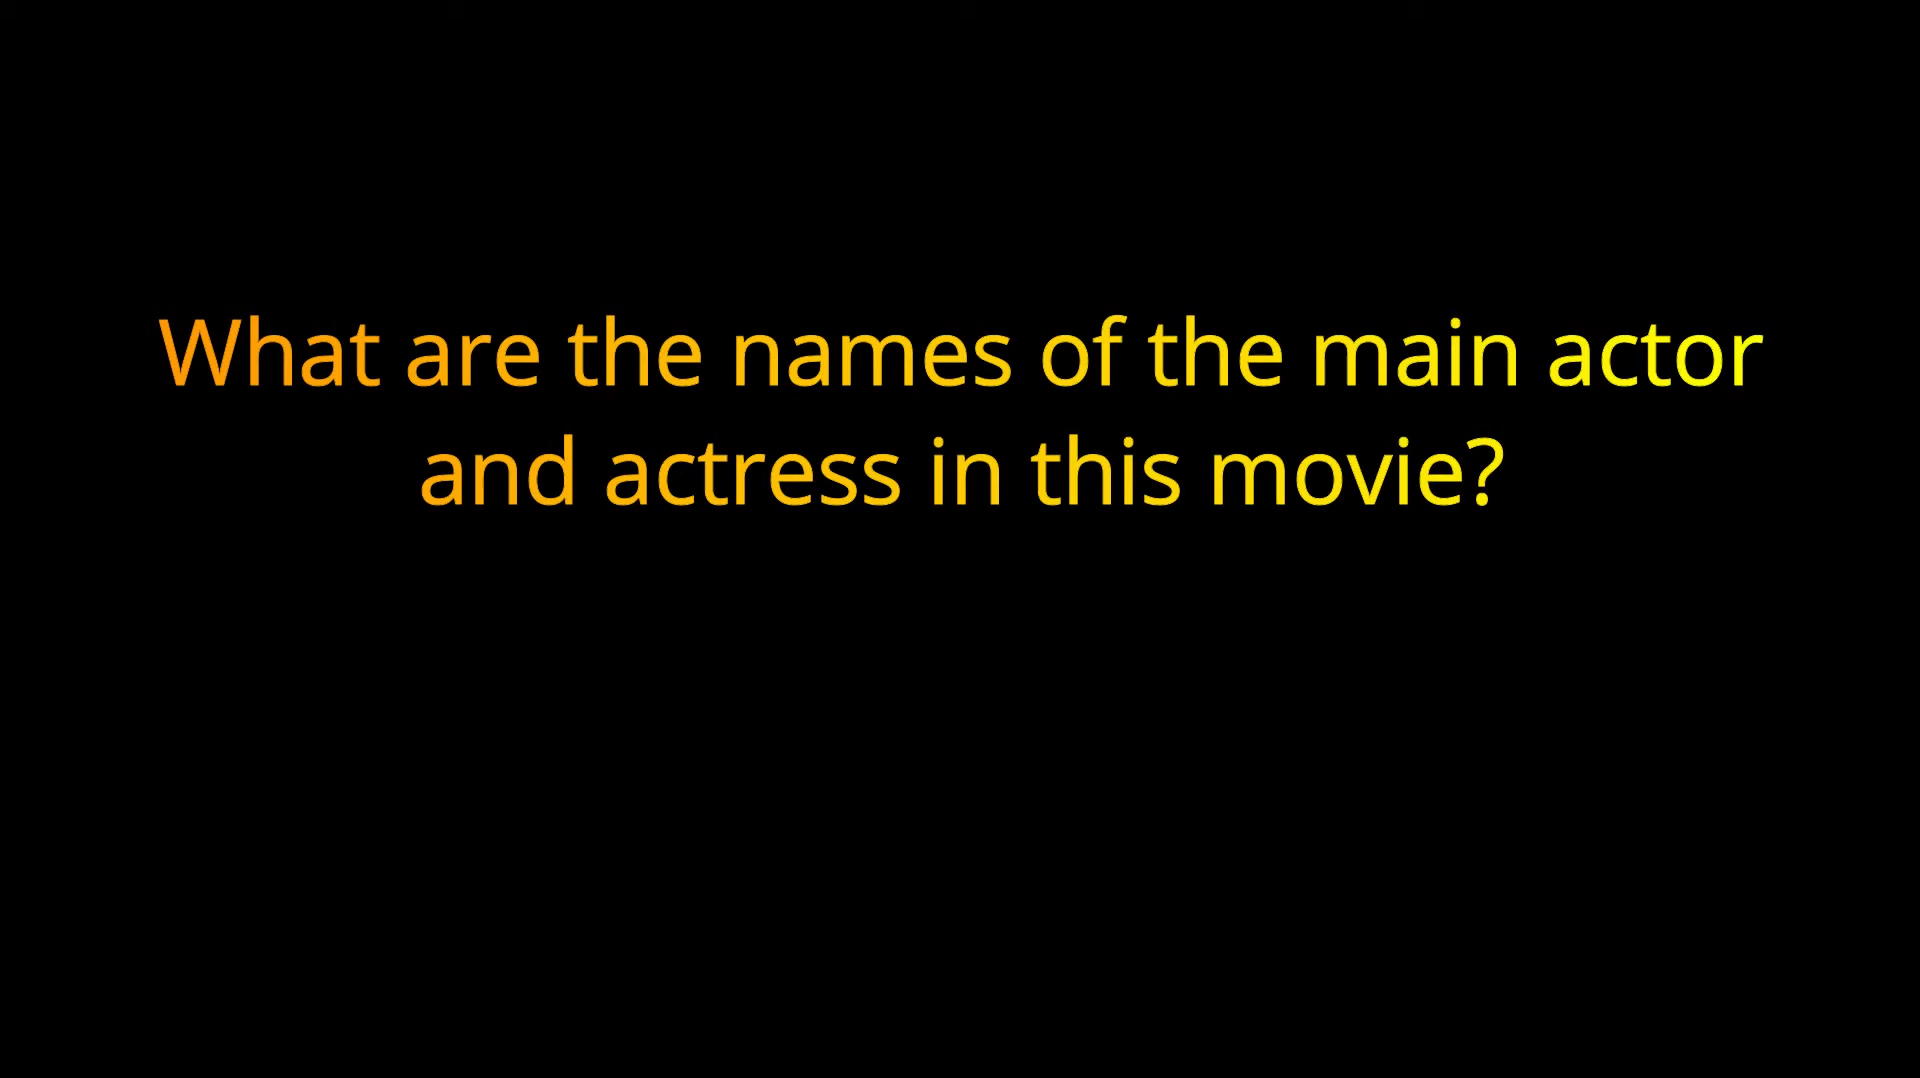 What are the names of the main actor
and actress in this movie?